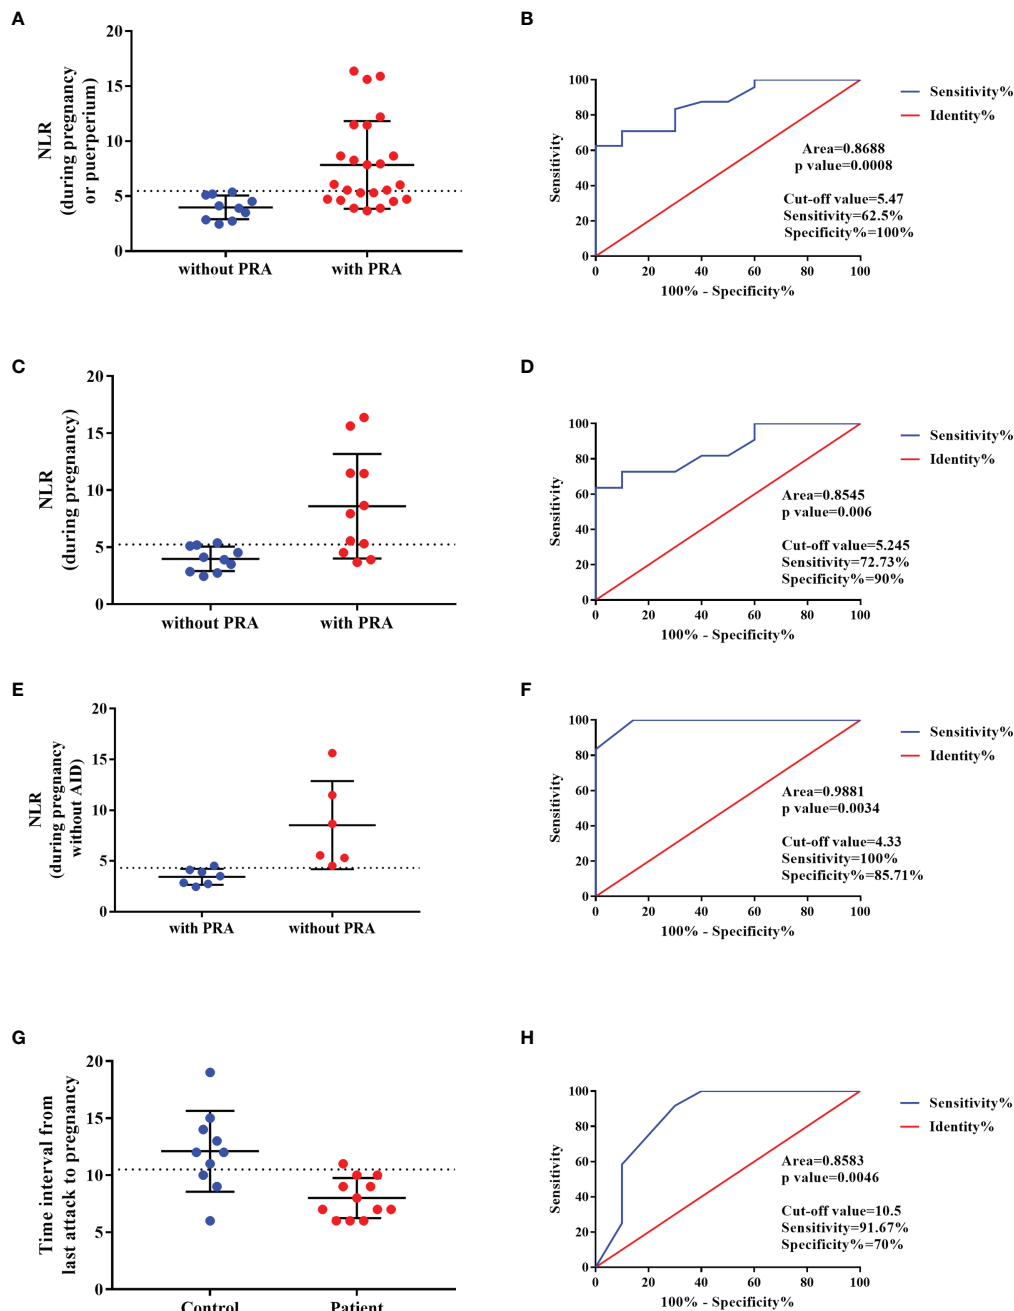 A
20
15
10
5
0
NLR
(during pregnancy
or puerperium)
without PRA
with PRA
B
100
80
60
40
20
0
Sensitivity
0
20
40
60
80
100
100% - Specificity%
Sensitivity%
Identity%
Area=0.8688
p value=0.0008
Cut-off value=5.47
Sensitivity=62.5%
Specificity%=100%
C
20
15
10
5
0
NLR
(during pregnancy)
without PRA
with PRA
D
100
80
60
40
20
0
Sensitivity
0
20
40
60
80
100
100% - Specificity%
Sensitivity%
Identity%
Area=0.8545
p value=0.006
Cut-off value=5.245
Sensitivity=72.73%
Specificity%=90%
E
20
15
10
5
0
NLR
(during pregnancy
without AID)
with PRA
without PRA
F
100
80
60
40
20
0
Sensitivity
0
20
40
60
80
100
100% - Specificity%
Sensitivity%
Identity%
Area=0.9881
p value=0.0034
Cut-off value=4.33
Sensitivity=100%
Specificity%=85.71%
G
20
15
10
5
0
Time interval from
last attack to pregnancy
Control
Patient
H
100
80
60
40
20
0
Sensitivity
0
20
40
60
80
100
100% - Specificity%
Sensitivity%
Identity%
Area=0.8583
p value=0.0046
Cut-off value=10.5
Sensitivity=91.67%
Specificity%=70%